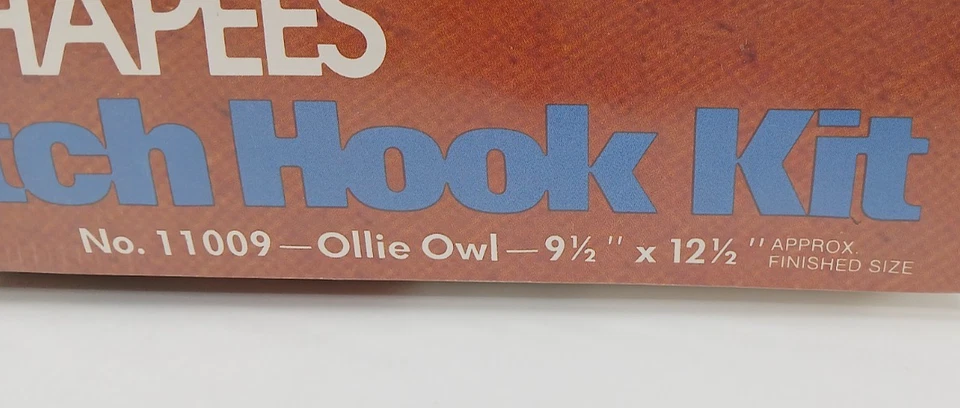 HAPEES
tch Hook Kit
No. 11009 — Ollie Owl — 9½" x 12½" APPROX.
FINISHED SIZE